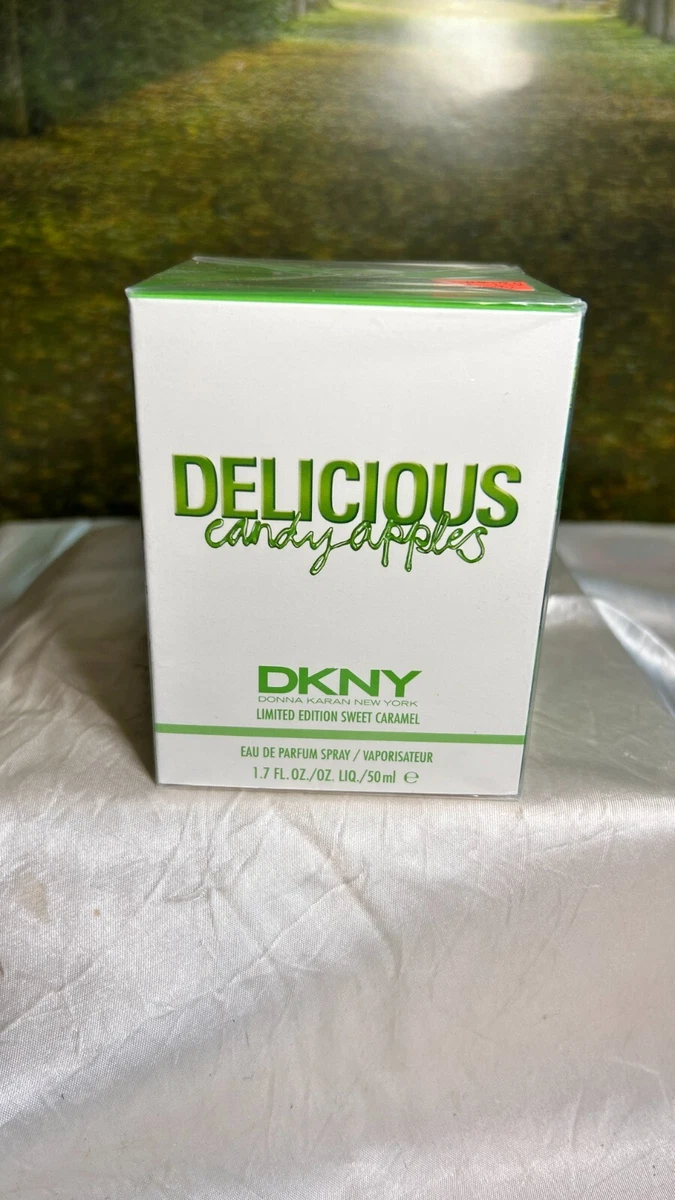 DELICIOUS
candy apples
DKNY
DONNA KARAN NEW YORK
LIMITED EDITION SWEET CARAMEL
EAU DE PARFUM SPRAY / VAPORISATEUR
1.7 FL. OZ./OZ. LIQ./50ml ℮